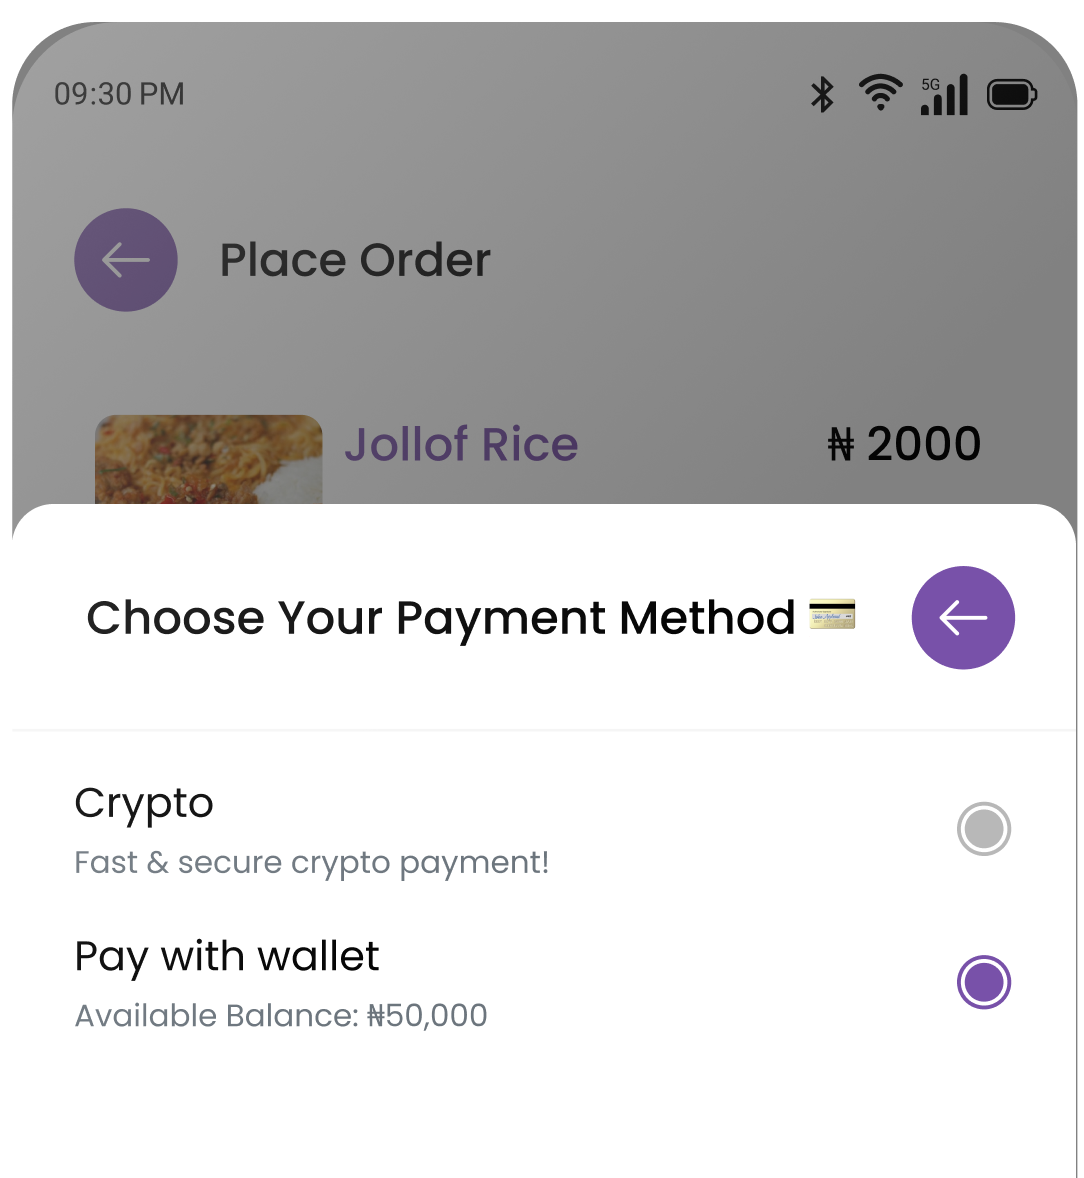 09:30 PM
5G
Place Order
Jollof Rice
₦ 2000
Choose Your Payment Method 💳
Crypto
Fast & secure crypto payment!
Pay with wallet
Available Balance: ₦50,000